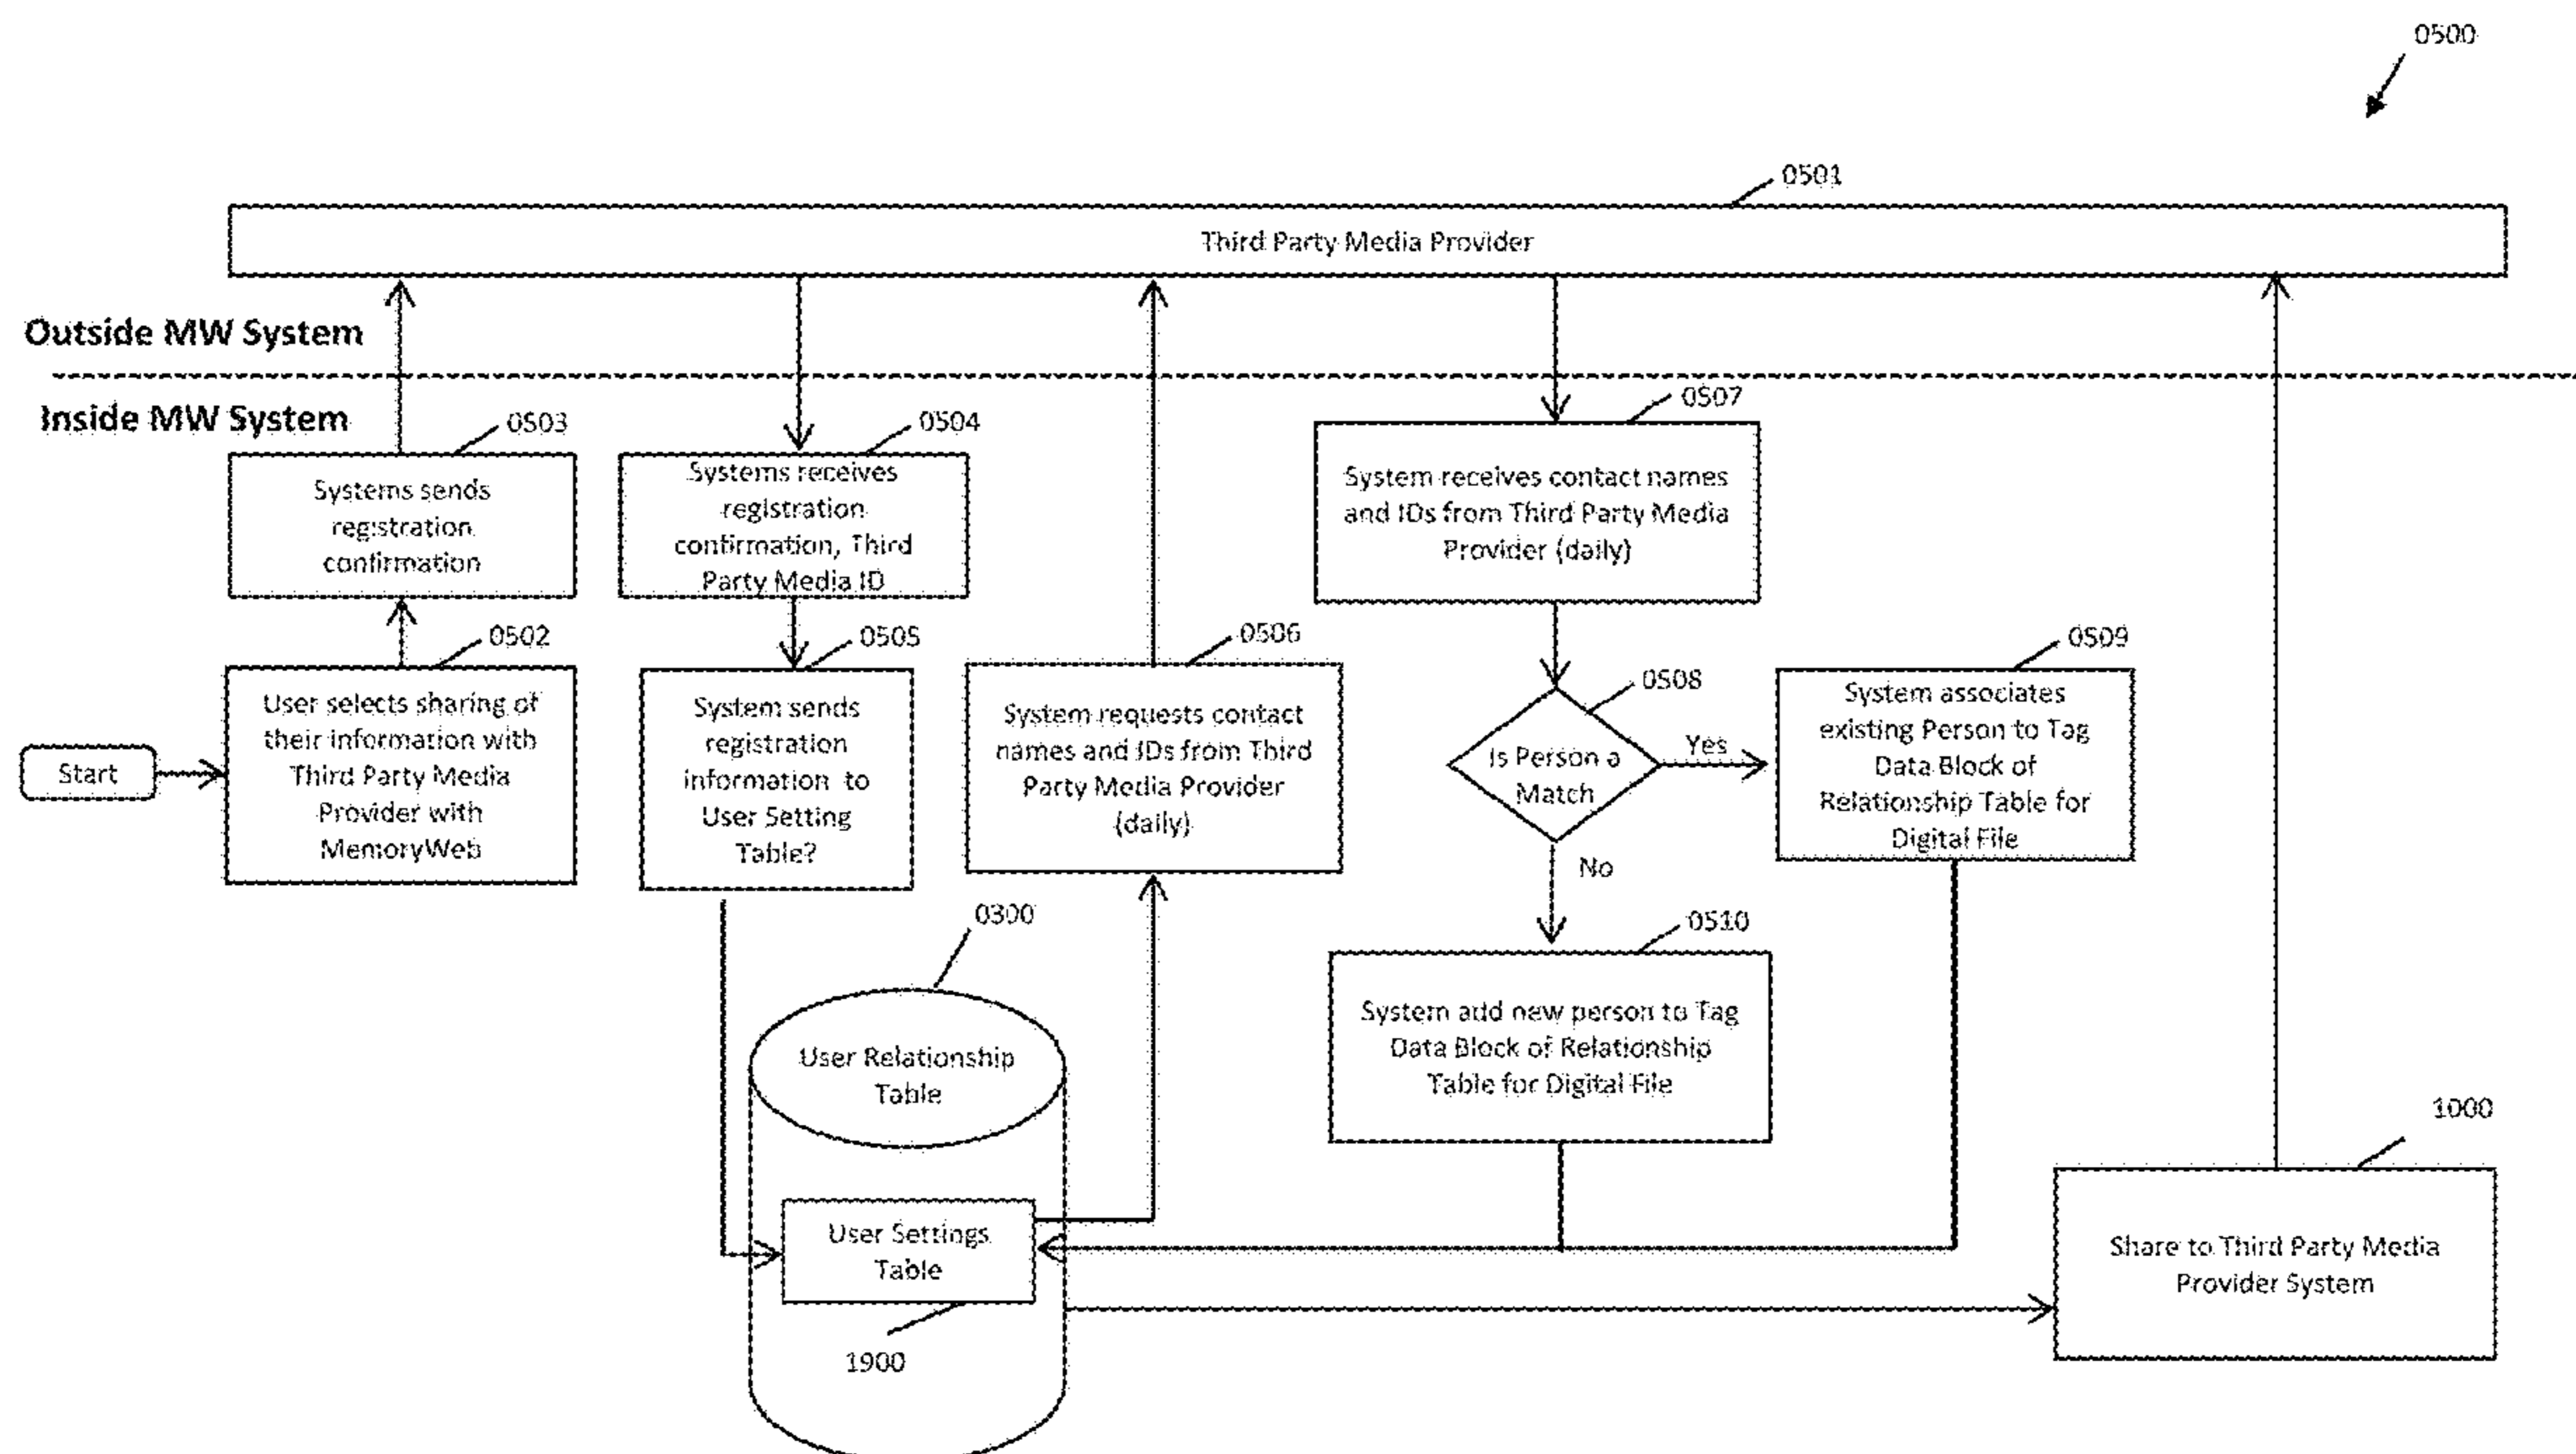 0500
0501
Third Party Media Provider
Outside MW System
Inside MW System
0503
Systems sends
registration
confirmation
0504
Systems receives
registration
confirmation, Third
Party Media ID
0507
System receives contact names
and IDs from Third Party Media
Provider (daily)
0502
User selects sharing of
their information with
Third Party Media
Provider with
MemoryWeb
Start
0505
System sends
registration
information to
User Setting
Table?
0506
System requests contact
names and IDs from Third
Party Media Provider
(daily)
0508
Is Person a
Match
Yes
No
0509
System associates
existing Person to Tag
Data Block of
Relationship Table for
Digital File
0510
System add new person to Tag
Data Block of Relationship
Table for Digital File
0300
User Relationship
Table
User Settings
Table
1900
1000
Share to Third Party Media
Provider System